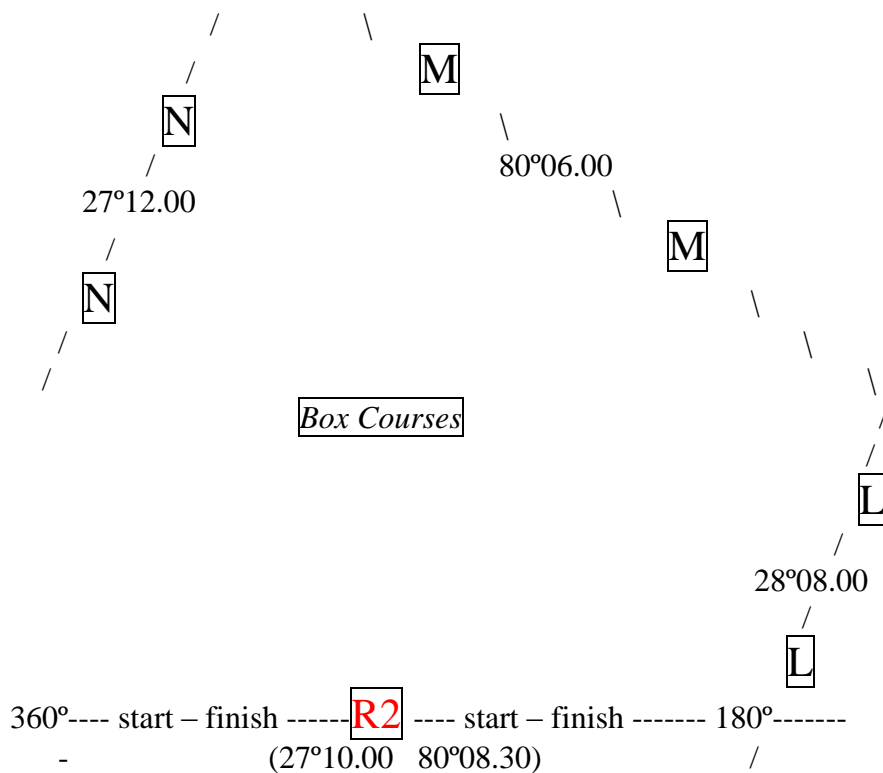 / \
M
/
N \
/ 80º06.00
/
27º12.00 \
/ M
N \
/ \
/ \
Box Courses /
/
L
/
28º08.00
/
L
360º---- start – finish ------R2 ---- start – finish ------- 180º-------
- (27º10.00 80º08.30) /